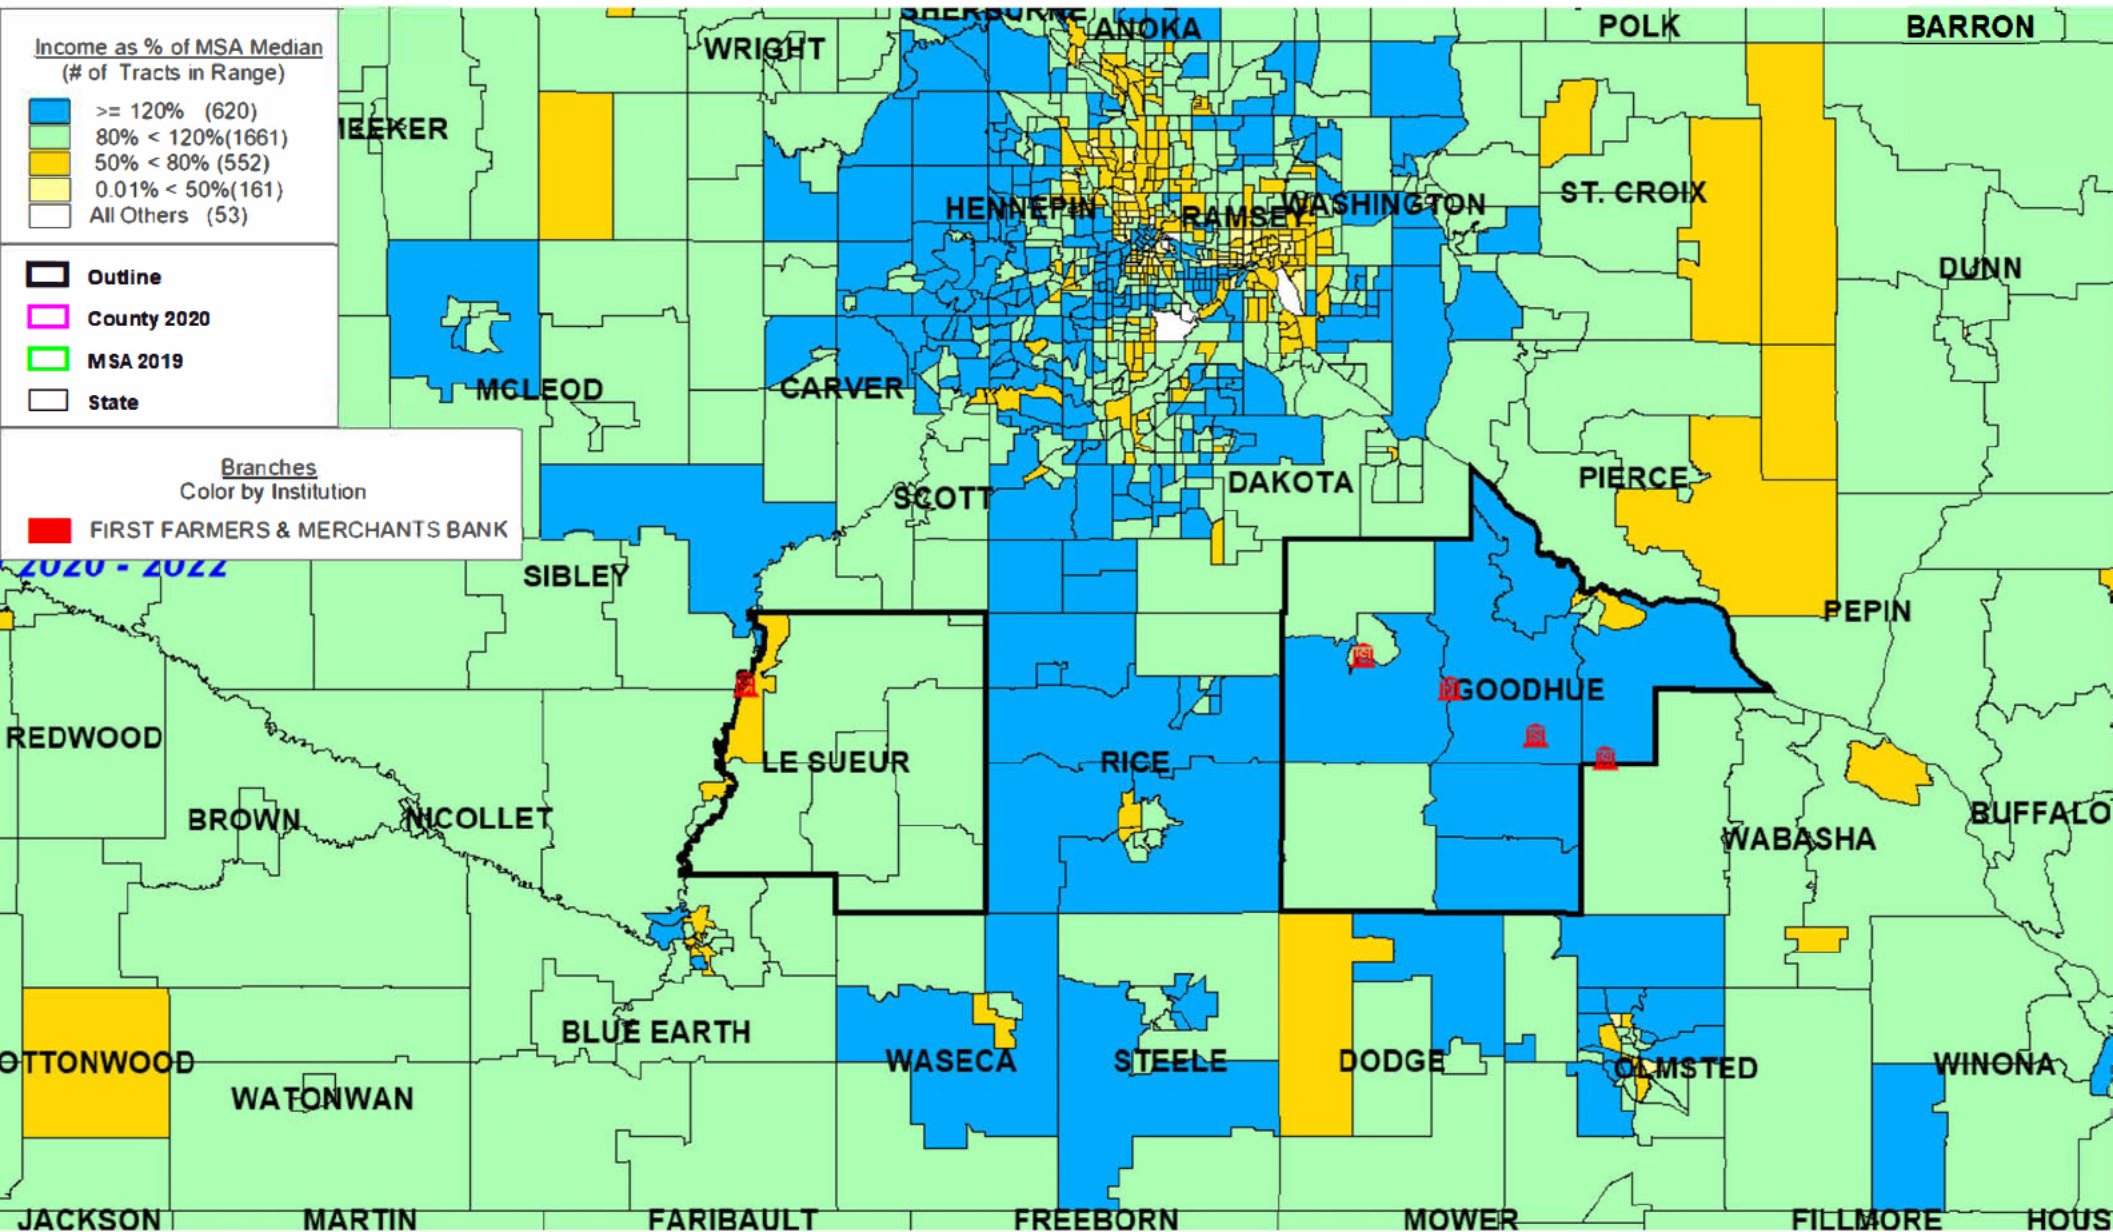 Income as % of MSA Median
(# of Tracts in Range)
>= 120% (620)
80% < 120%(1661)
50% < 80% (552)
0.01% < 50%(161)
All Others (53)
Outline
County 2020
MSA 2019
State
Branches
Color by Institution
FIRST FARMERS & MERCHANTS BANK
2020 - 2022
SHERBURNE
ANOKA
POLK
BARRON
WRIGHT
MEEKER
HENNEPIN
RAMSEY
WASHINGTON
ST. CROIX
DUNN
MCLEOD
CARVER
SCOTT
DAKOTA
PIERCE
SIBLEY
PEPIN
REDWOOD
LE SUEUR
RICE
GOODHUE
BROWN
NICOLLET
WABASHA
BUFFALO
OTTONWOOD
WATONWAN
BLUE EARTH
WASECA
STEELE
DODGE
OLMSTED
WINONA
JACKSON
MARTIN
FARIBAULT
FREEBORN
MOWER
FILLMORE
HOUS